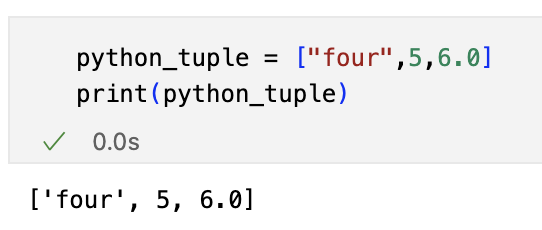 python_tuple = ["four",5,6.0]
print(python_tuple)
✓ 0.0s
['four', 5, 6.0]